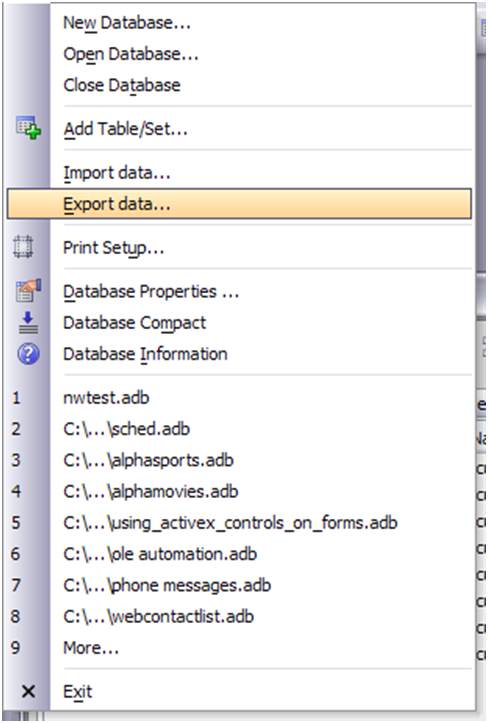 New Database...
Open Database...
Close Database
Add Table/Set...
Import data...
Export data...
Print Setup...
Database Properties ...
Database Compact
Database Information
1 nwtest.adb
2 C:\...\sched.adb
3 C:\...\alphasports.adb
4 C:\...\alphamovies.adb
5 C:\...\using_activex_controls_on_forms.adb
6 C:\...\ole automation.adb
7 C:\...\phone messages.adb
8 C:\...\webcontactlist.adb
9 More...
Exit